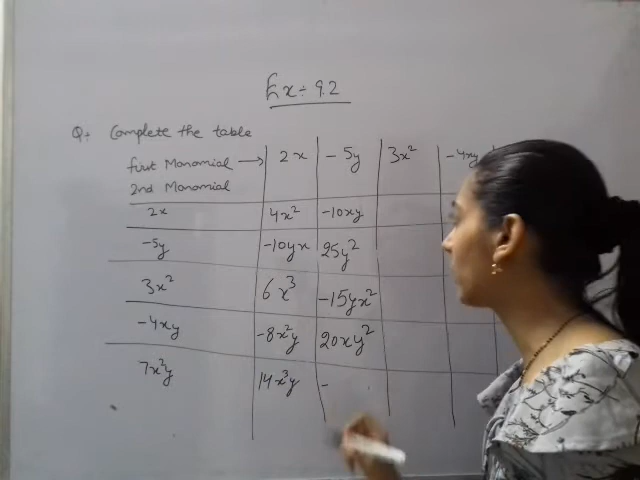 Ex ÷ 9.2
Q÷ Complete the table
first Monomial → 2x -5y 3x² -4xy
2nd Monomial
2x 4x² -10xy
-5y -10yx 25y²
3x² 6x³ -15yx²
-4xy -8x²y 20xy²
7x²y 14x³y -